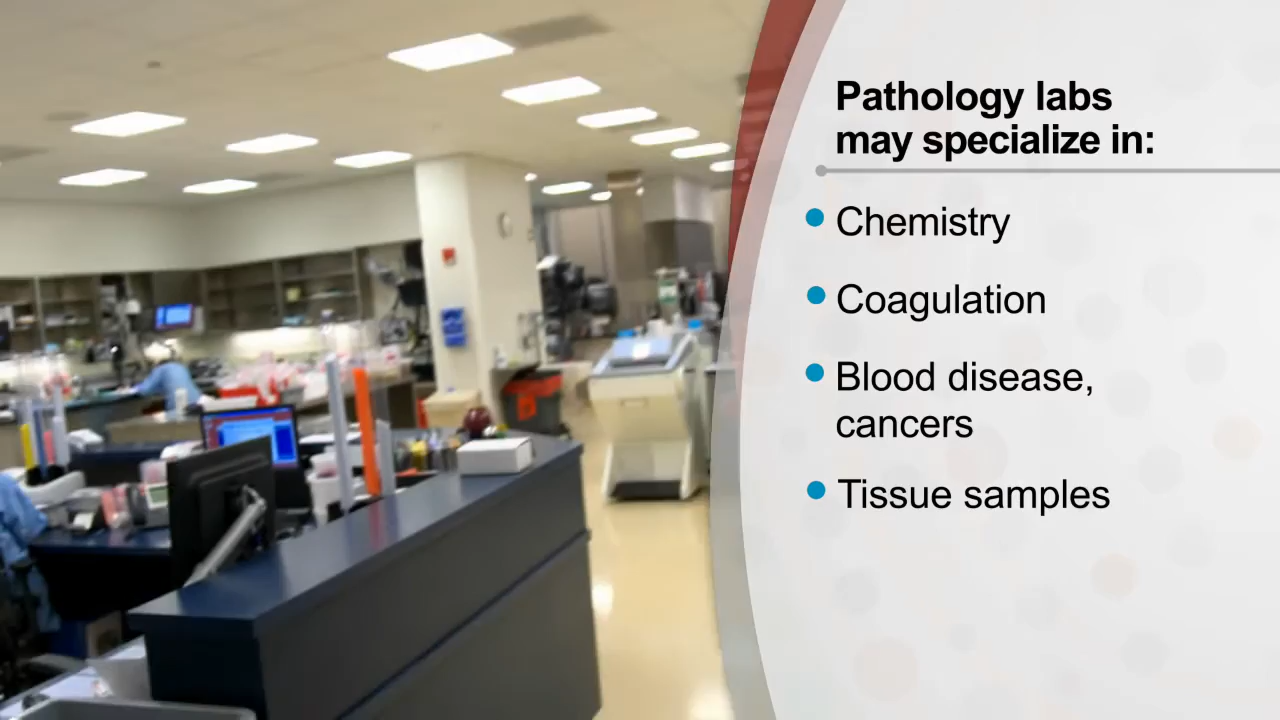 Pathology labs
may specialize in:
Chemistry
Coagulation
Blood disease,
cancers
Tissue samples